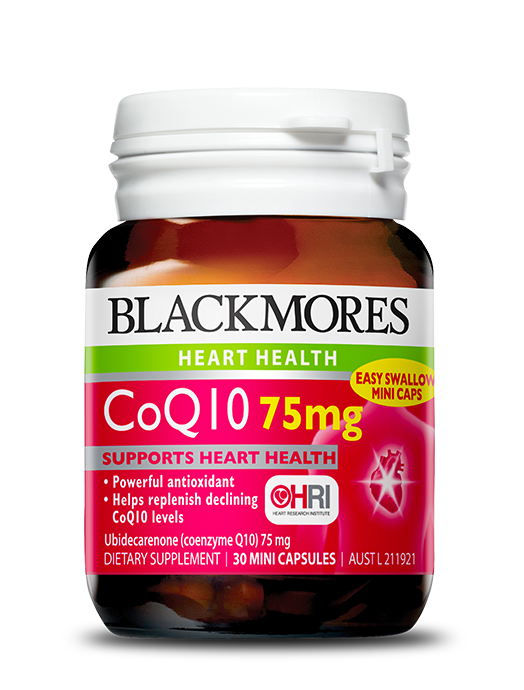 BLACKMORES
HEART HEALTH
EASY SWALLOW
MINI CAPS
CoQ10 75mg
SUPPORTS HEART HEALTH
• Powerful antioxidant
• Helps replenish declining
CoQ10 levels
HRI
HEART RESEARCH INSTITUTE
Ubidecarenone (coenzyme Q10) 75 mg
DIETARY SUPPLEMENT | 30 MINI CAPSULES | AUST L 211921